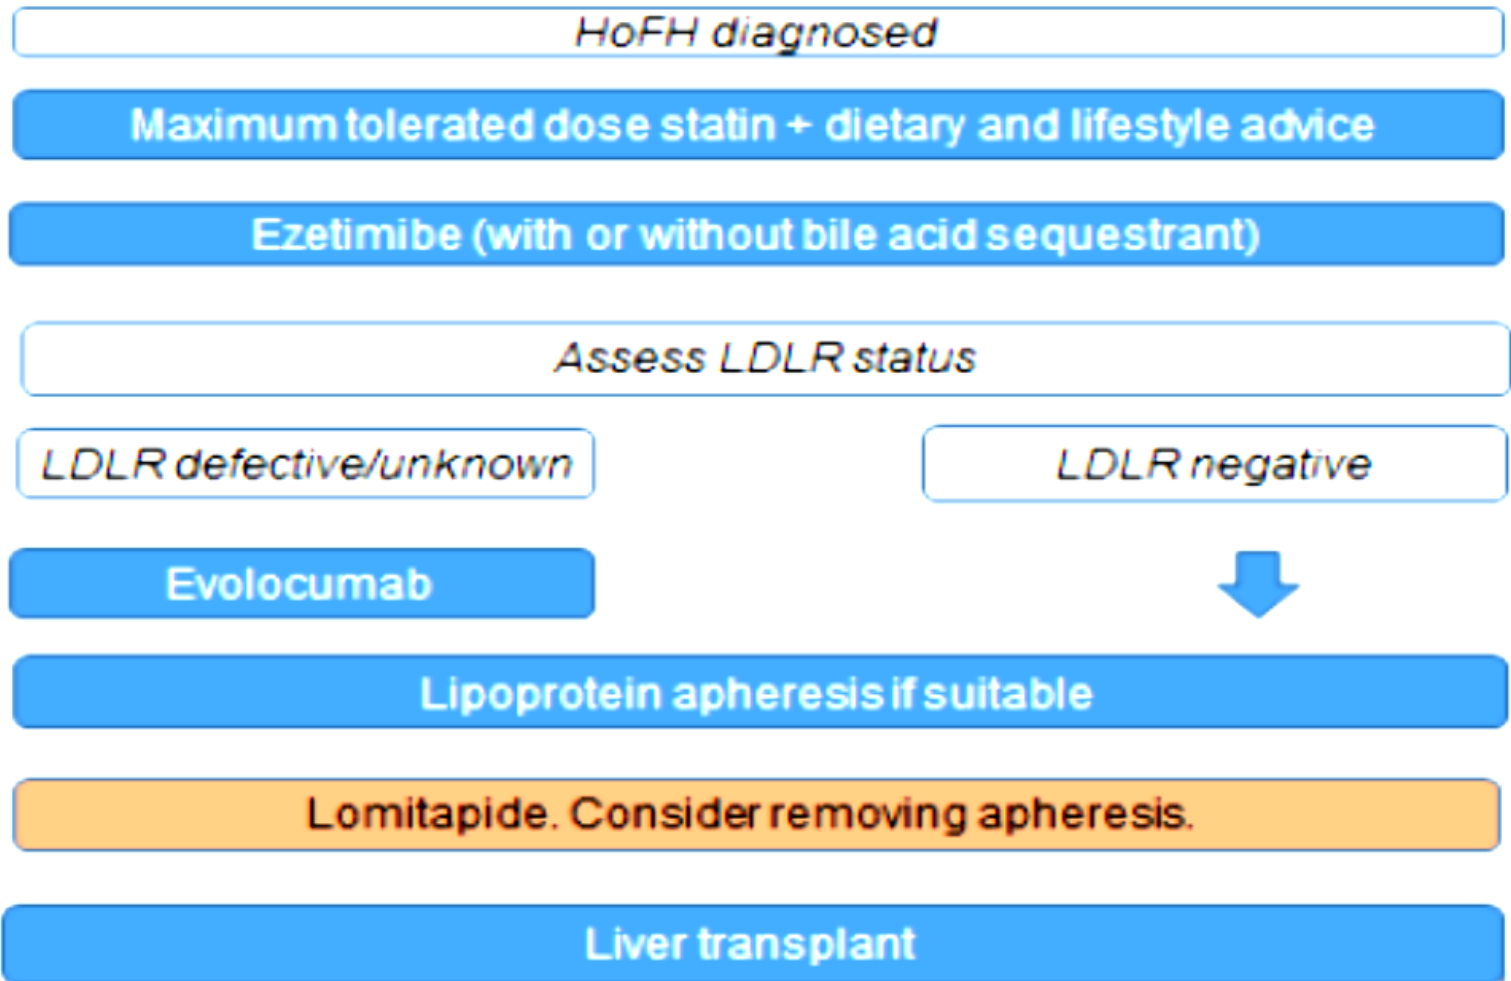 HoFH diagnosed
Maximum tolerated dose statin + dietary and lifestyle advice
Ezetimibe (with or without bile acid sequestrant)
Assess LDLR status
LDLR defective/unknown
LDLR negative
Evolocumab
Lipoprotein apheresis if suitable
Lomitapide. Consider removing apheresis.
Liver transplant